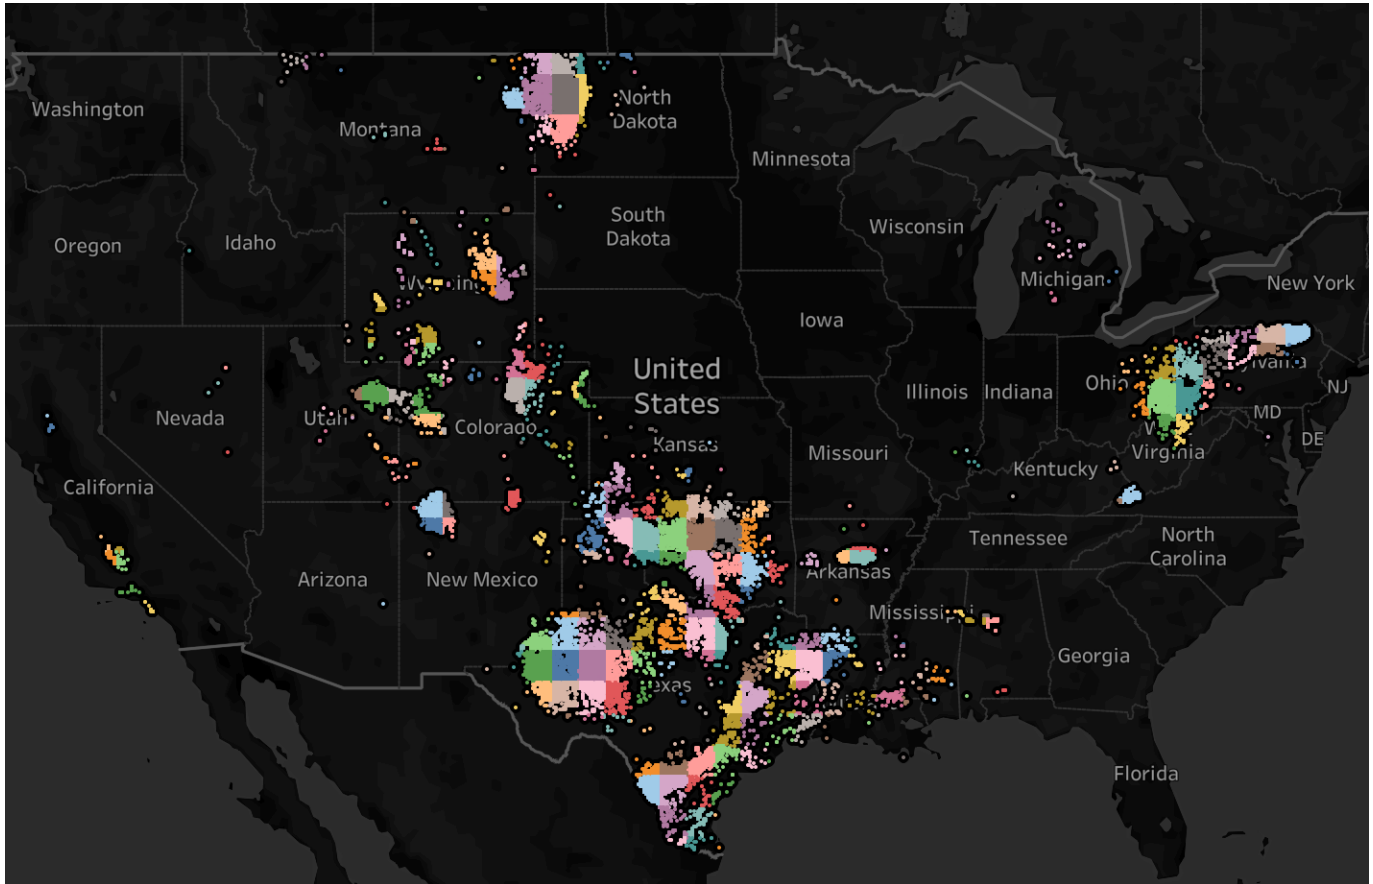 Washington
North
Dakota
Montana
Minnesota
South
Dakota
Wisconsin
Oregon
Idaho
Michigan
New York
Iowa
United
States
Ohio
Illinois
Indiana
NJ
Nevada
Utah
Colorado
MD
Kansas
DE
Missouri
Virginia
Kentucky
California
North
Carolina
Tennessee
Arizona
New Mexico
Arkansas
Mississippi
Georgia
exas
Florida